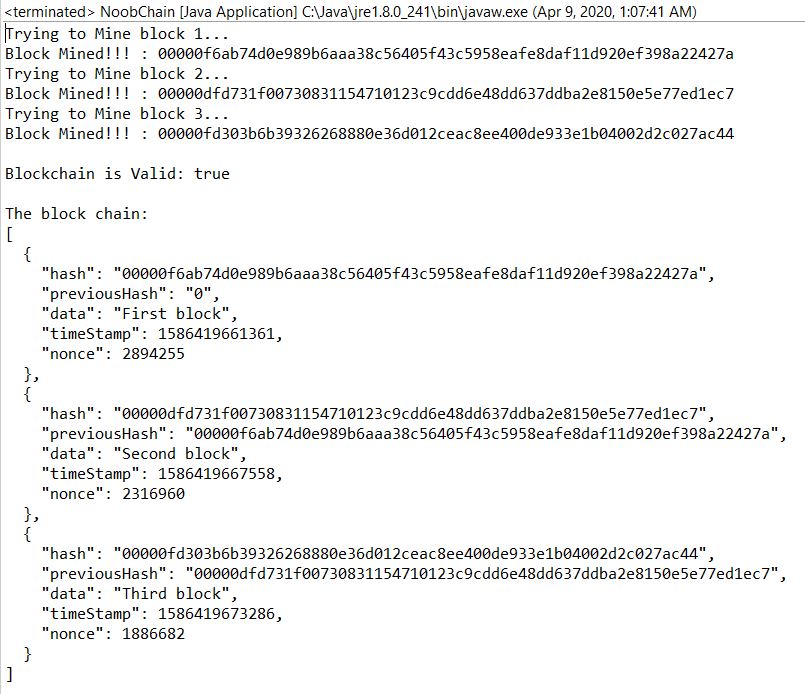 <terminated> NoobChain [Java Application] C:\Java\jre1.8.0_241\bin\javaw.exe (Apr 9, 2020, 1:07:41 AM)
Trying to Mine block 1...
Block Mined!!! : 00000f6ab74d0e989b6aaa38c56405f43c5958eafe8daf11d920ef398a22427a
Trying to Mine block 2...
Block Mined!!! : 00000dfd731f00730831154710123c9cdd6e48dd637ddba2e8150e5e77ed1ec7
Trying to Mine block 3...
Block Mined!!! : 00000fd303b6b39326268880e36d012ceac8ee400de933e1b04002d2c027ac44

Blockchain is Valid: true

The block chain:
[
  {
    "hash": "00000f6ab74d0e989b6aaa38c56405f43c5958eafe8daf11d920ef398a22427a",
    "previousHash": "0",
    "data": "First block",
    "timeStamp": 1586419661361,
    "nonce": 2894255
  },
  {
    "hash": "00000dfd731f00730831154710123c9cdd6e48dd637ddba2e8150e5e77ed1ec7",
    "previousHash": "00000f6ab74d0e989b6aaa38c56405f43c5958eafe8daf11d920ef398a22427a",
    "data": "Second block",
    "timeStamp": 1586419667558,
    "nonce": 2316960
  },
  {
    "hash": "00000fd303b6b39326268880e36d012ceac8ee400de933e1b04002d2c027ac44",
    "previousHash": "00000dfd731f00730831154710123c9cdd6e48dd637ddba2e8150e5e77ed1ec7",
    "data": "Third block",
    "timeStamp": 1586419673286,
    "nonce": 1886682
  }
]